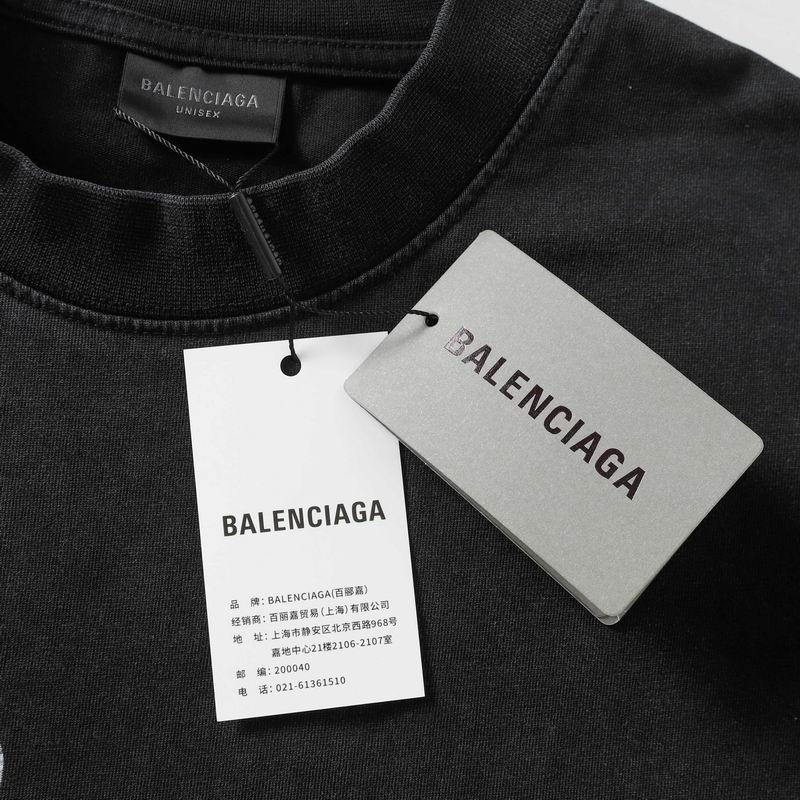 BALENCIAGA
UNISEX
BALENCIAGA
BALENCIAGA
品 牌: BALENCIAGA(百郦嘉)
经销商: 百丽嘉贸易(上海)有限公司
地 址: 上海市静安区北京西路968号
嘉地中心21楼2106-2107室
邮 编: 200040
电 话: 021-61361510